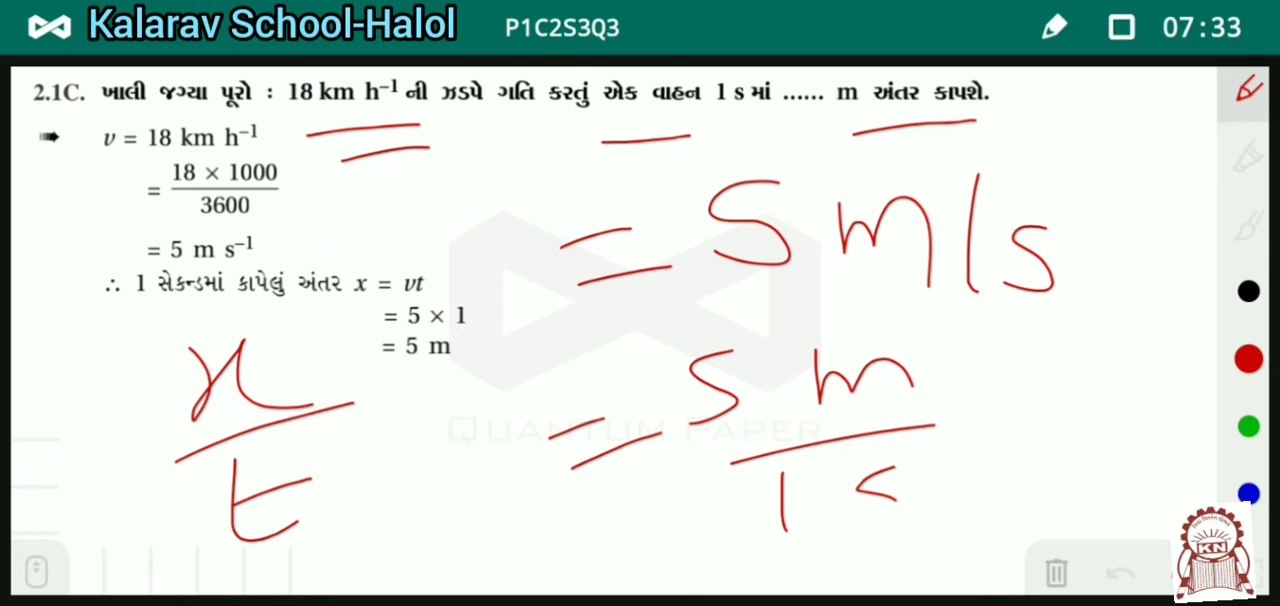 Kalarav School-Halol P1C2S3Q3 07:33
2.1C. ખાલી જગ્યા પૂરો : 18 km h⁻¹ ની ઝડપે ગતિ કરતું એક વાહન 1 s માં ...... m અંતર કાપશે.
➠ v = 18 km h⁻¹
= 18 × 1000
3600
= 5 m s⁻¹
∴ 1 સેકન્ડમાં કાપેલું અંતર x = vt
= 5 × 1
= 5 m
= 5 m/s
x = 5 m
t 1 s
QUANTUM PAPER
KN